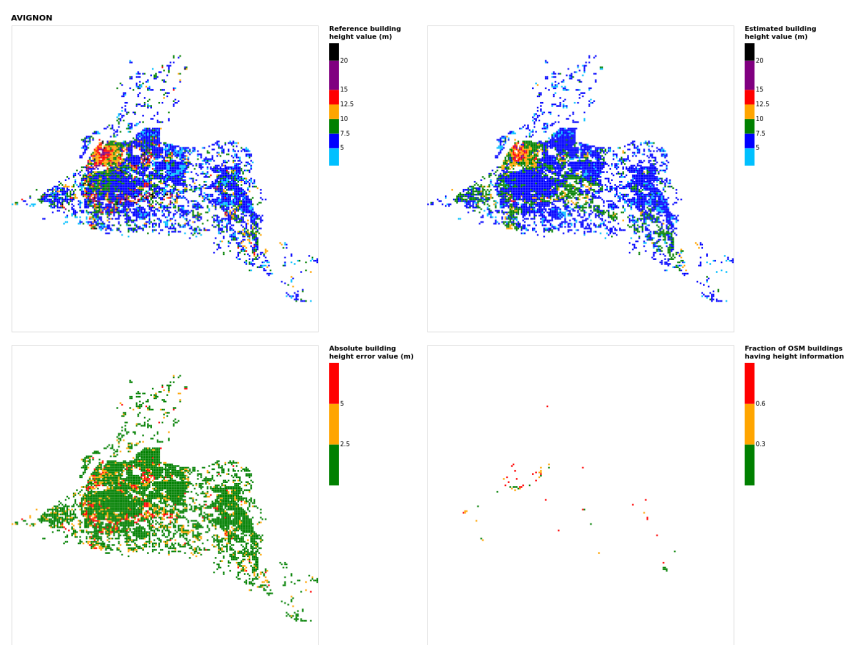 AVIGNON
Reference building
height value (m)
20
15
12.5
10
7.5
5
Estimated building
height value (m)
20
15
12.5
10
7.5
5
Absolute building
height error value (m)
5
2.5
Fraction of OSM buildings
having height information
0.6
0.3